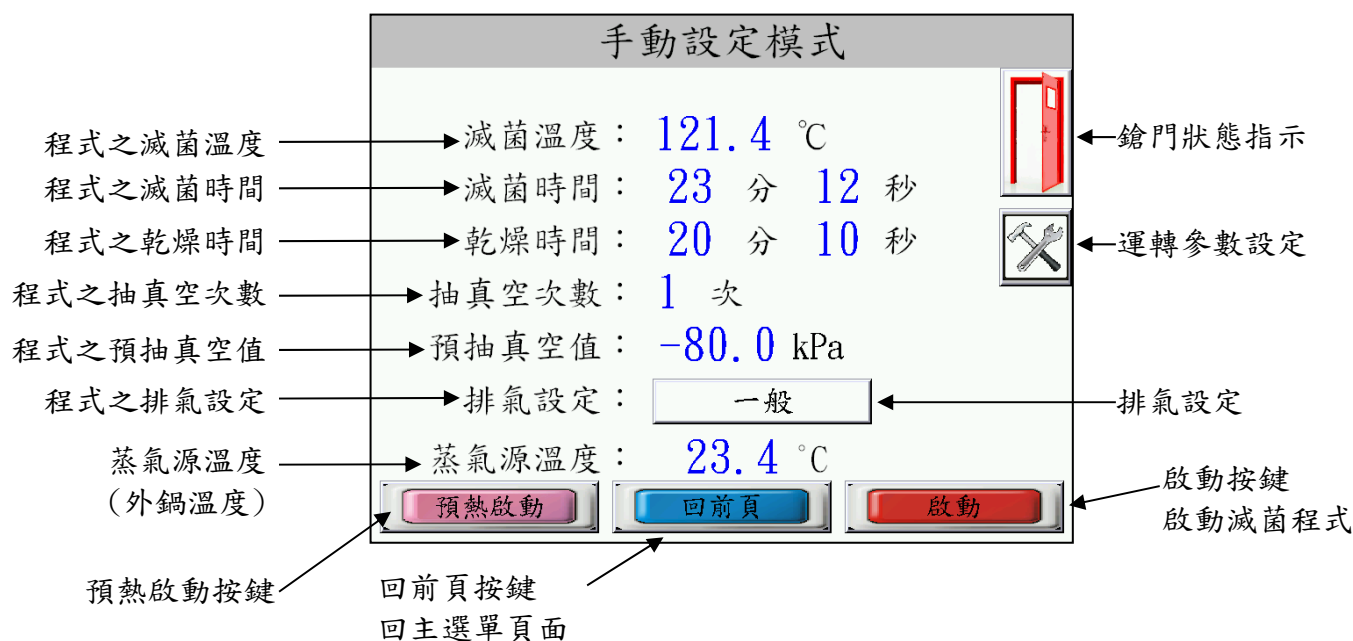 手動設定模式
程式之滅菌溫度 滅菌溫度： 121.4 ℃ 鎗門狀態指示
程式之滅菌時間 滅菌時間： 23 分 12 秒
程式之乾燥時間 乾燥時間： 20 分 10 秒 運轉參數設定
程式之抽真空次數 抽真空次數： 1 次
程式之預抽真空值 預抽真空值： -80.0 kPa
程式之排氣設定 排氣設定： 一般 排氣設定
蒸氣源溫度 蒸氣源溫度： 23.4 ℃
（外鍋溫度）
預熱啟動 回前頁 啟動
啟動按鍵
啟動滅菌程式
預熱啟動按鍵
回前頁按鍵
回主選單頁面